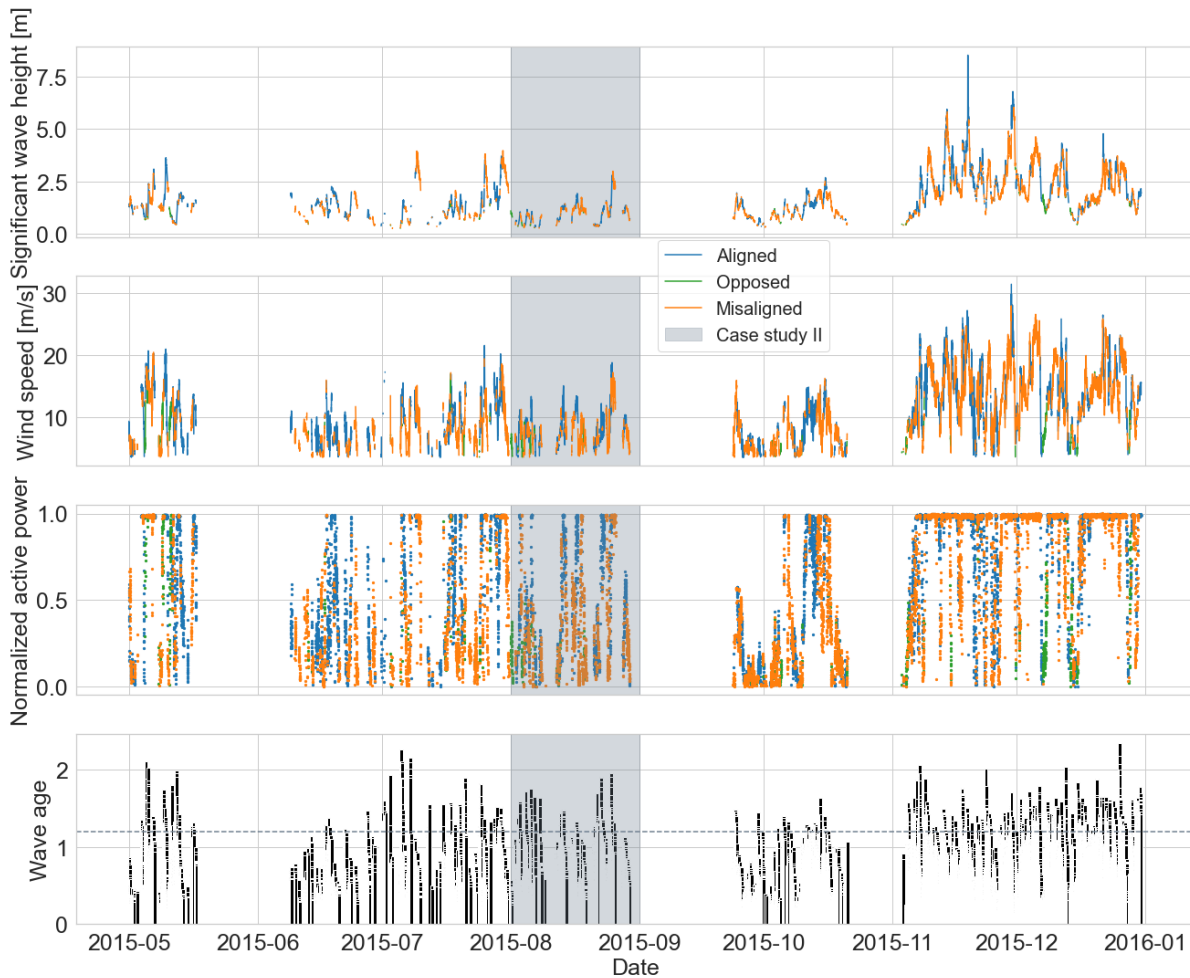 Significant wave height [m]
7.5
5.0
2.5
0.0
Aligned
Opposed
Misaligned
Case study II
Wind speed [m/s]
30
20
10
Normalized active power
1.0
0.5
0.0
Wave age
2
1
0
2015-05
2015-06
2015-07
2015-08
2015-09
2015-10
2015-11
2015-12
2016-01
Date